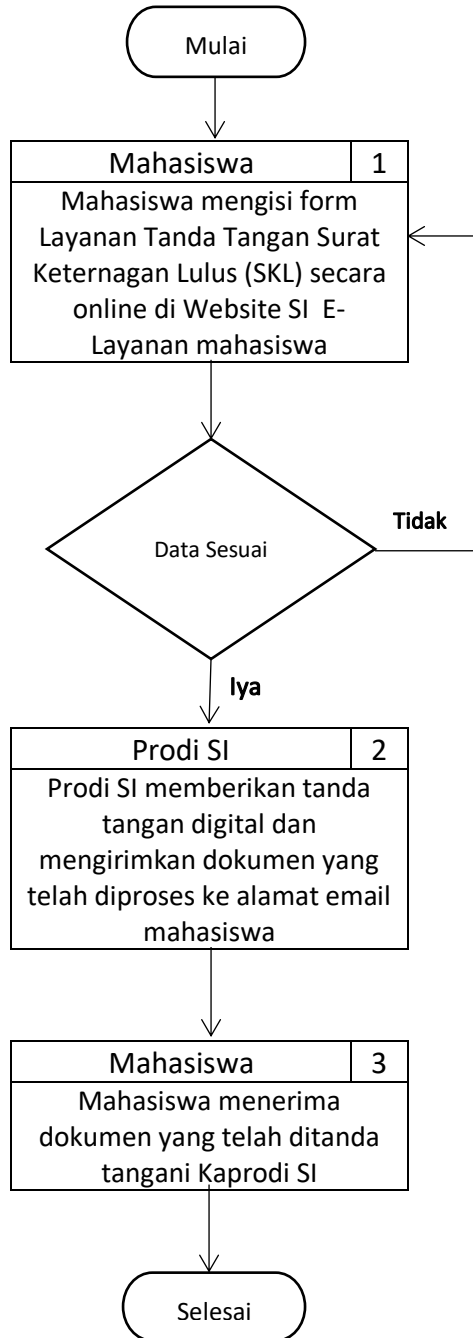 Mulai
Mahasiswa 1
Mahasiswa mengisi form
Layanan Tanda Tangan Surat
Keternagan Lulus (SKL) secara
online di Website SI E-
Layanan mahasiswa
Data Sesuai
Tidak
Iya
Prodi SI 2
Prodi SI memberikan tanda
tangan digital dan
mengirimkan dokumen yang
telah diproses ke alamat email
mahasiswa
Mahasiswa 3
Mahasiswa menerima
dokumen yang telah ditanda
tangani Kaprodi SI
Selesai